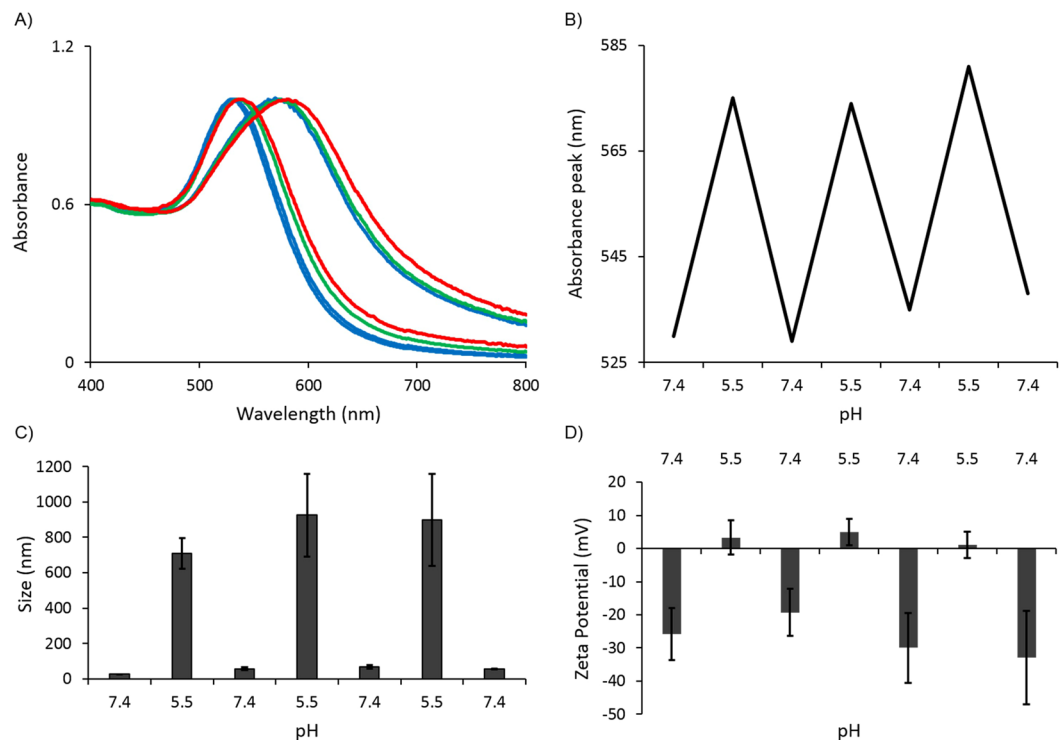 A)
1.2
0.6
0
Absorbance
400 500 600 700 800
Wavelength (nm)
B)
585
565
545
525
Absorbance peak (nm)
7.4 5.5 7.4 5.5 7.4 5.5 7.4
pH
C)
1200
1000
800
600
400
200
0
Size (nm)
7.4 5.5 7.4 5.5 7.4 5.5 7.4
pH
D)
7.4 5.5 7.4 5.5 7.4 5.5 7.4
20
10
0
-10
-20
-30
-40
-50
Zeta Potential (mV)
pH